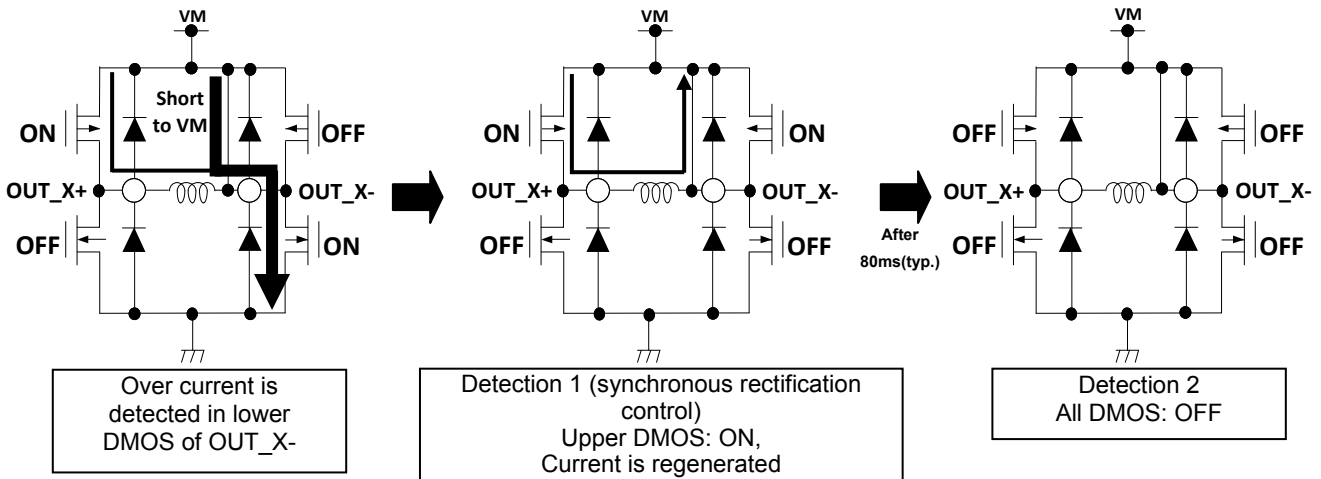 VM
Short
to VM
ON
OFF
OUT_X+
OUT_X-
OFF
ON
Over current is
detected in lower
DMOS of OUT_X-
VM
ON
ON
OUT_X+
OUT_X-
OFF
OFF
Detection 1 (synchronous rectification
control)
Upper DMOS: ON,
Current is regenerated
After
80ms(typ.)
VM
OFF
OFF
OUT_X+
OUT_X-
OFF
OFF
Detection 2
All DMOS: OFF